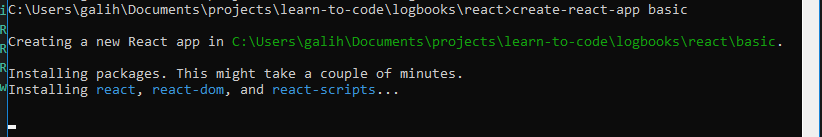 C:\Users\galih\Documents\projects\learn-to-code\logbooks\react>create-react-app basic
Creating a new React app in C:\Users\galih\Documents\projects\learn-to-code\logbooks\react\basic.
Installing packages. This might take a couple of minutes.
Installing react, react-dom, and react-scripts...